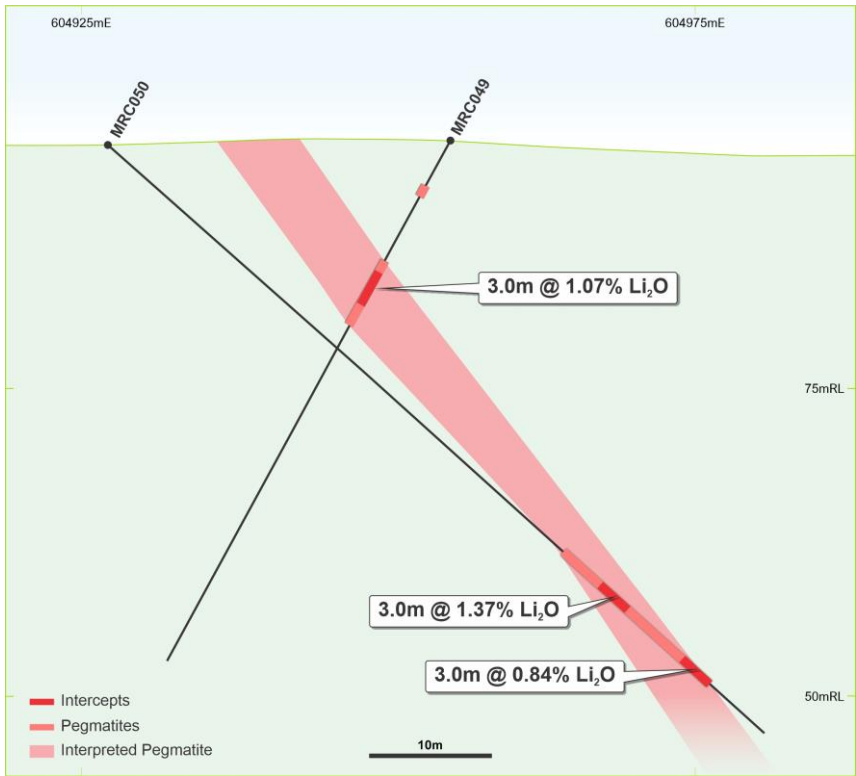 604925mE
604975mE
MRC050
MRC049
3.0m @ 1.07% Li₂O
75mRL
3.0m @ 1.37% Li₂O
3.0m @ 0.84% Li₂O
50mRL
Intercepts
Pegmatites
Interpreted Pegmatite
10m